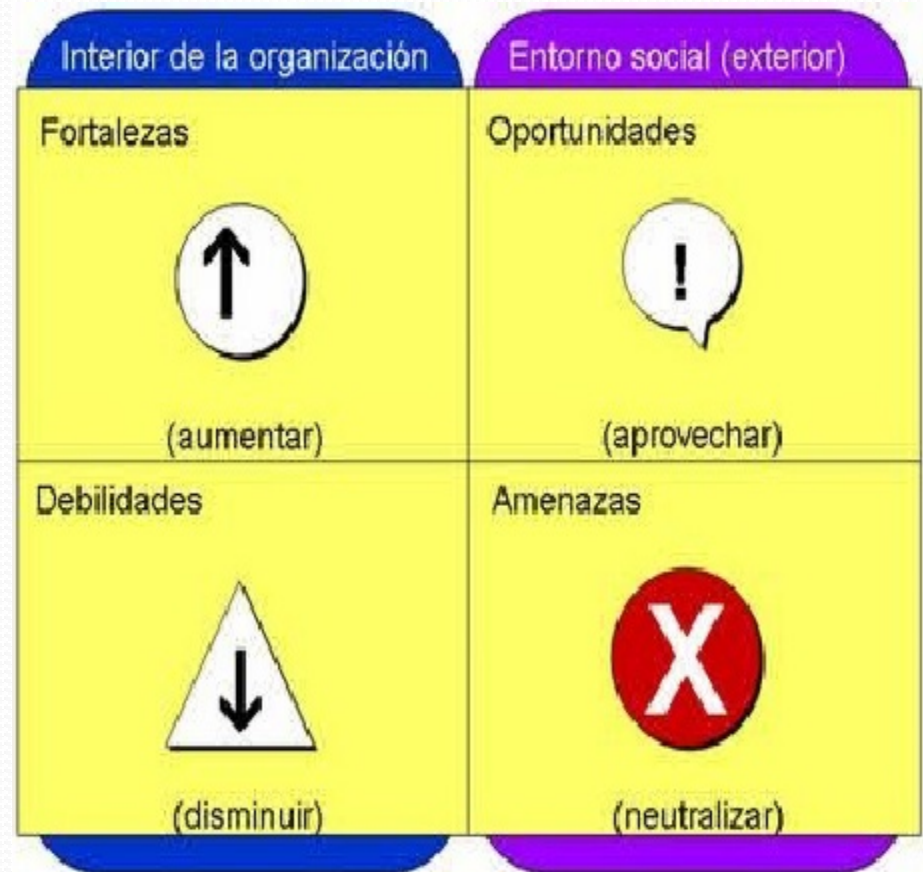 Interior de la organización
Entorno social (exterior)
Fortalezas
Oportunidades
!
(aumentar)
(aprovechar)
Debilidades
Amenazas
X
(disminuir)
(neutralizar)